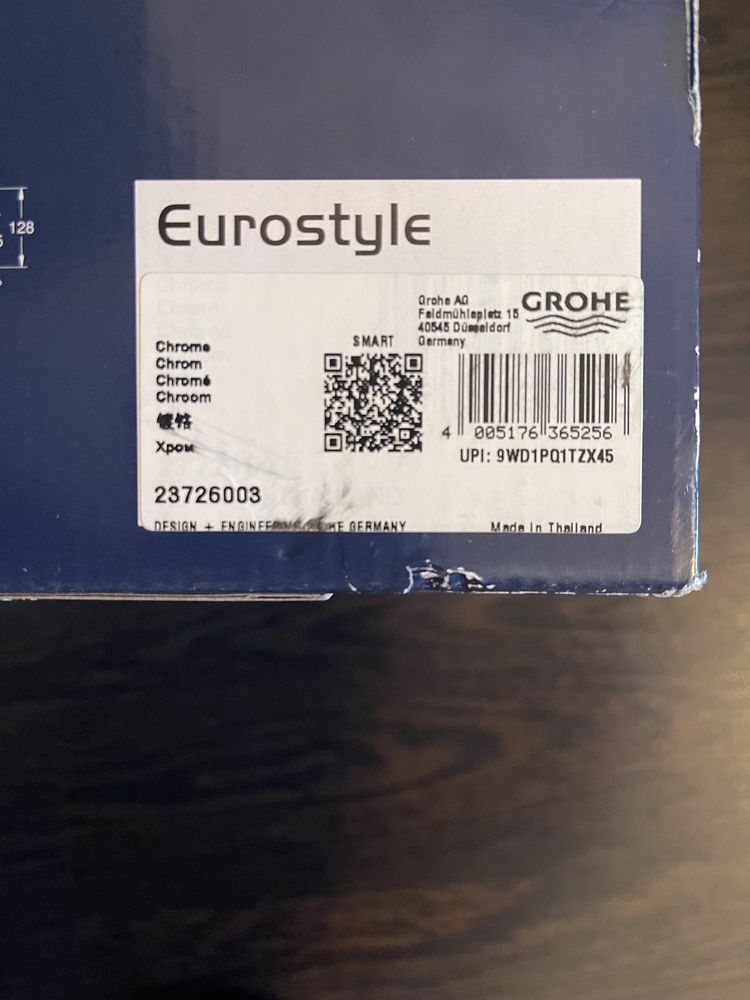 128
Eurostyle
Grohe AG
Feldmühleplatz 15
40545 Düsseldorf
Germany
GROHE
SMART
Chrome
Chrom
Chromé
Chroom
镀铬
Хром
4 005176 365256
UPI: 9WD1PQ1TZX45
23726003
DESIGN + ENGINEERING GROHE GERMANY
Made in Thailand